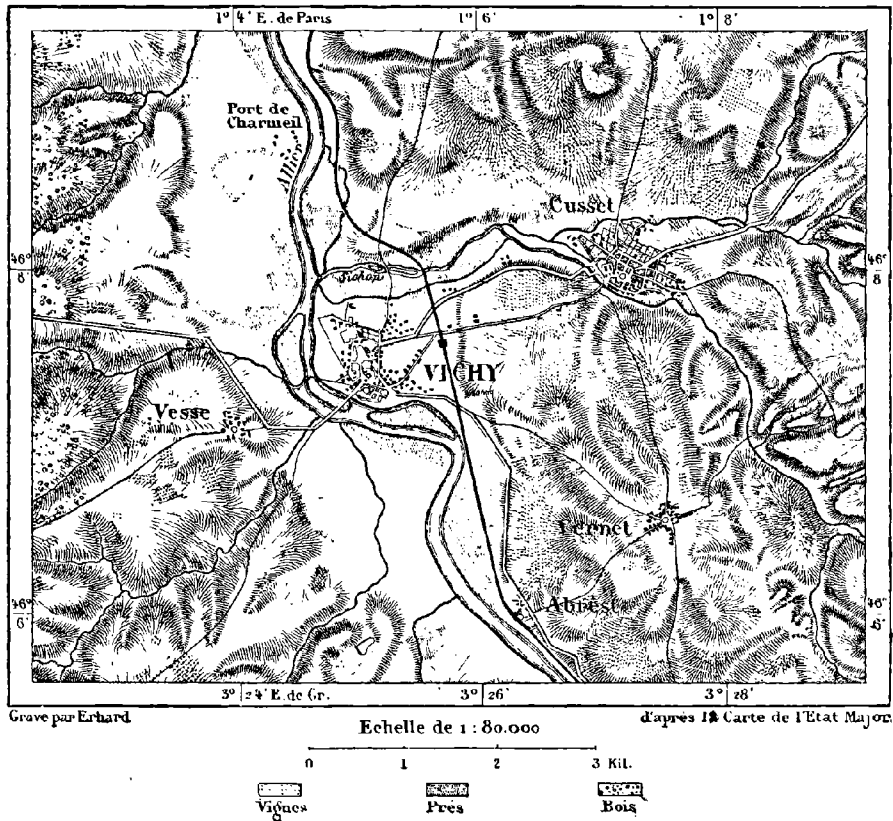 1° 4' E. de Paris 1° 6' 1° 8'
Port de
Charmeil
Allier
Cusset
46°
8'
46°
8'
Sichon
VICHY
Vesse
Vernet
Abrest
46°
6'
46°
6'
3° 24' E. de Gr. 3° 26' 3° 28'
Gravé par Erhard d'après la Carte de l'Etat Major.
Echelle de 1 : 80.000
0 1 2 3 Kil.
Vignes Prés Bois